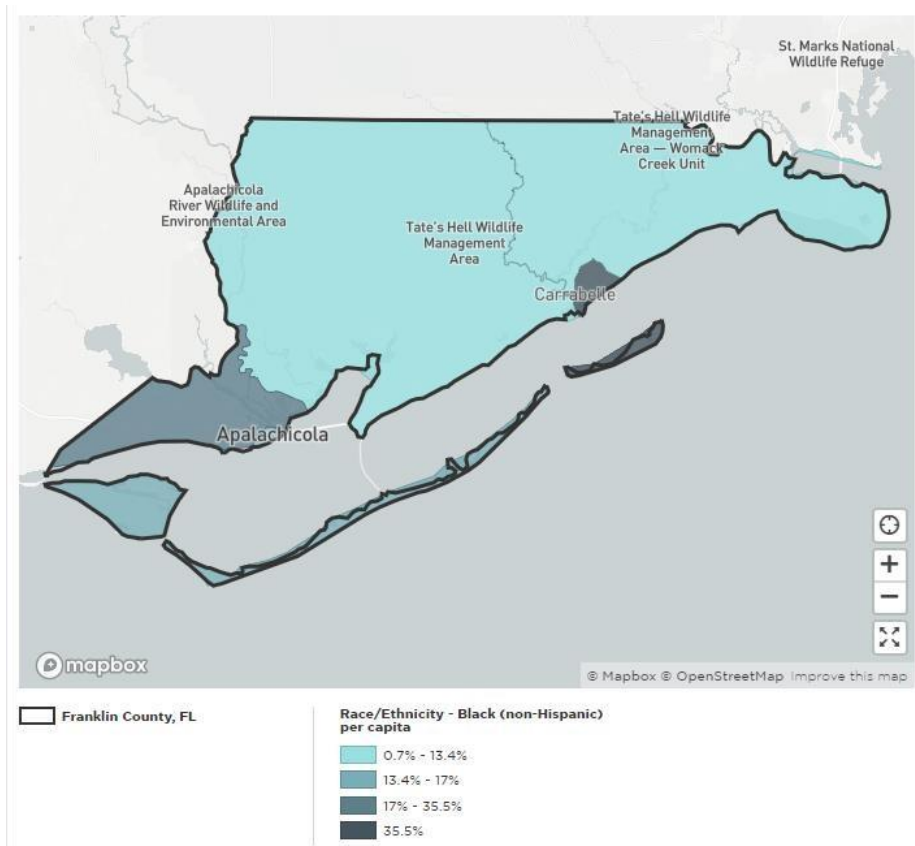 St. Marks National
Wildlife Refuge
Tate's Hell Wildlife
Management
Area — Womack
Creek Unit
Apalachicola
River Wildlife and
Environmental Area
Tate's Hell Wildlife
Management
Area
Carrabelle
Apalachicola
mapbox
© Mapbox © OpenStreetMap Improve this map
Franklin County, FL
Race/Ethnicity - Black (non-Hispanic)
per capita
0.7% - 13.4%
13.4% - 17%
17% - 35.5%
35.5%